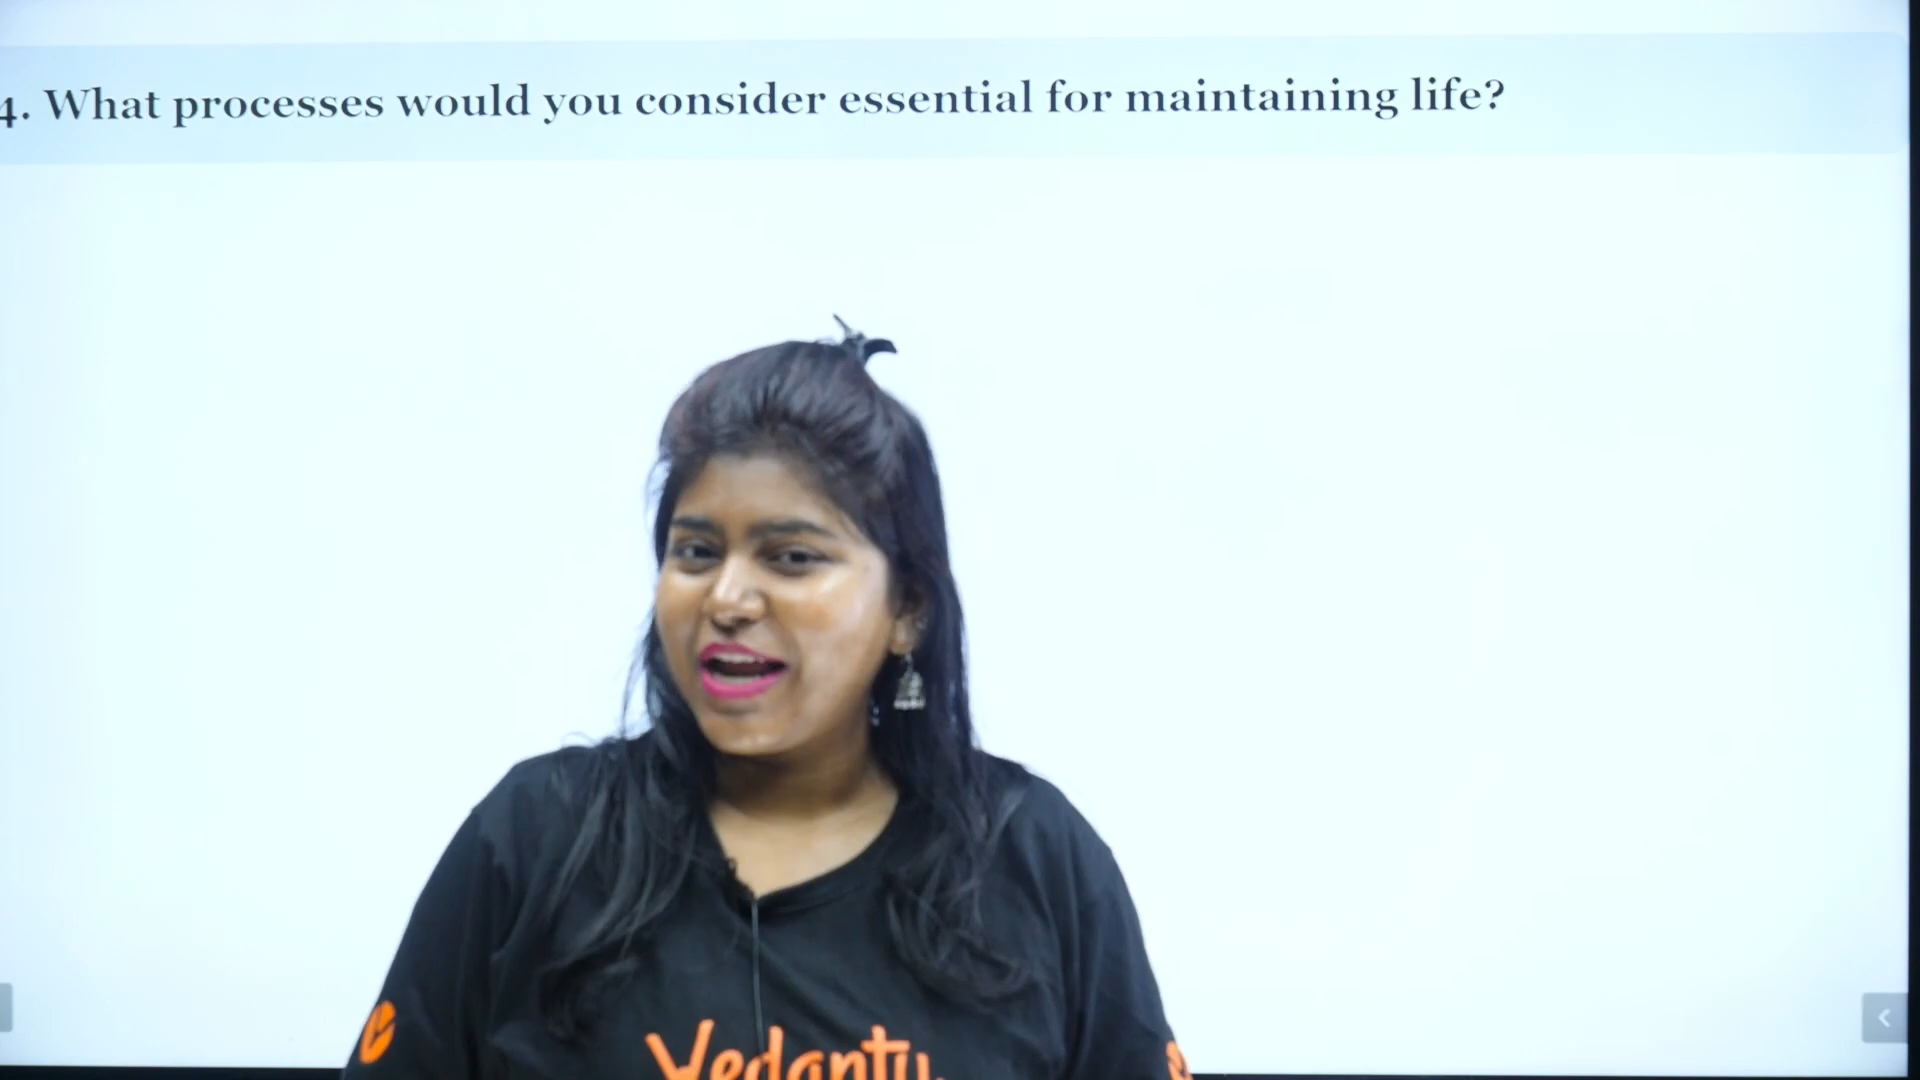 4. What processes would you consider essential for maintaining life?
Vedantu